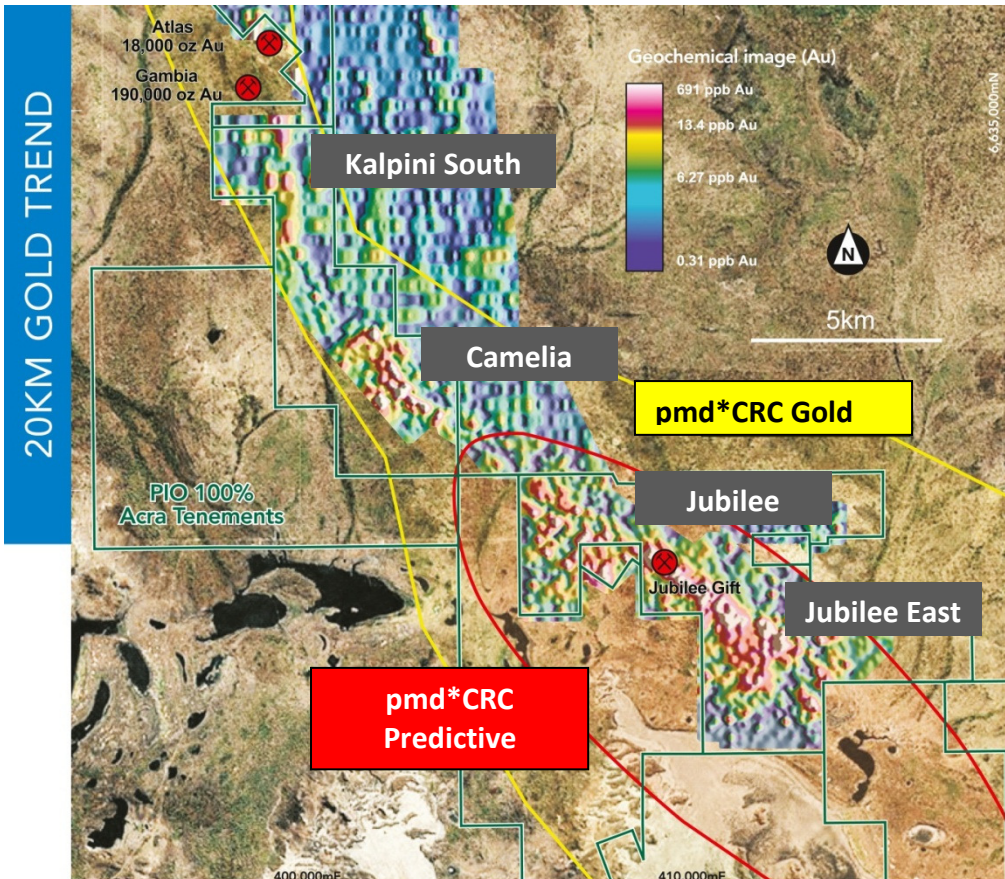 20KM GOLD TREND
Atlas
18,000 oz Au
Gambia
190,000 oz Au
Geochemical image (Au)
691 ppb Au
13.4 ppb Au
6.27 ppb Au
0.31 ppb Au
6,635,000mN
Kalpini South
N
5km
Camelia
pmd*CRC Gold
PIO 100%
Acra Tenements
Jubilee
Jubilee Gift
Jubilee East
pmd*CRC
Predictive
400,000mE
410,000mE